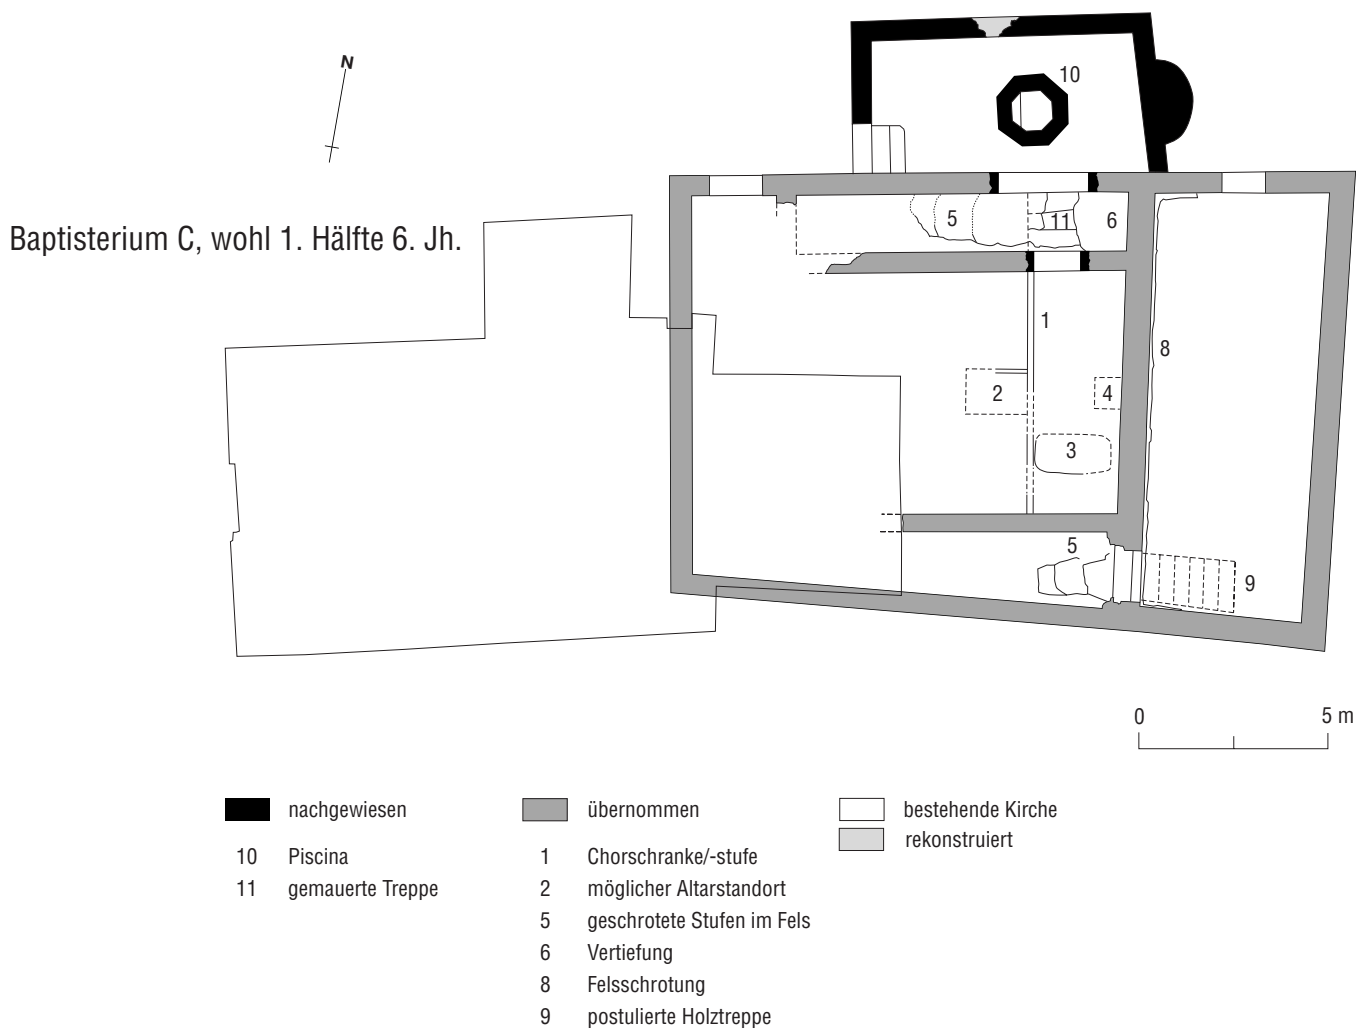 N
10
Baptisterium C, wohl 1. Hälfte 6. Jh.
5
11
6
1
8
2
4
3
5
9
0
5 m
nachgewiesen
10 Piscina
11 gemauerte Treppe
übernommen
1 Chorschranke/-stufe
2 möglicher Altarstandort
5 geschrotete Stufen im Fels
6 Vertiefung
8 Felsschrotung
9 postulierte Holztreppe
bestehende Kirche
rekonstruiert